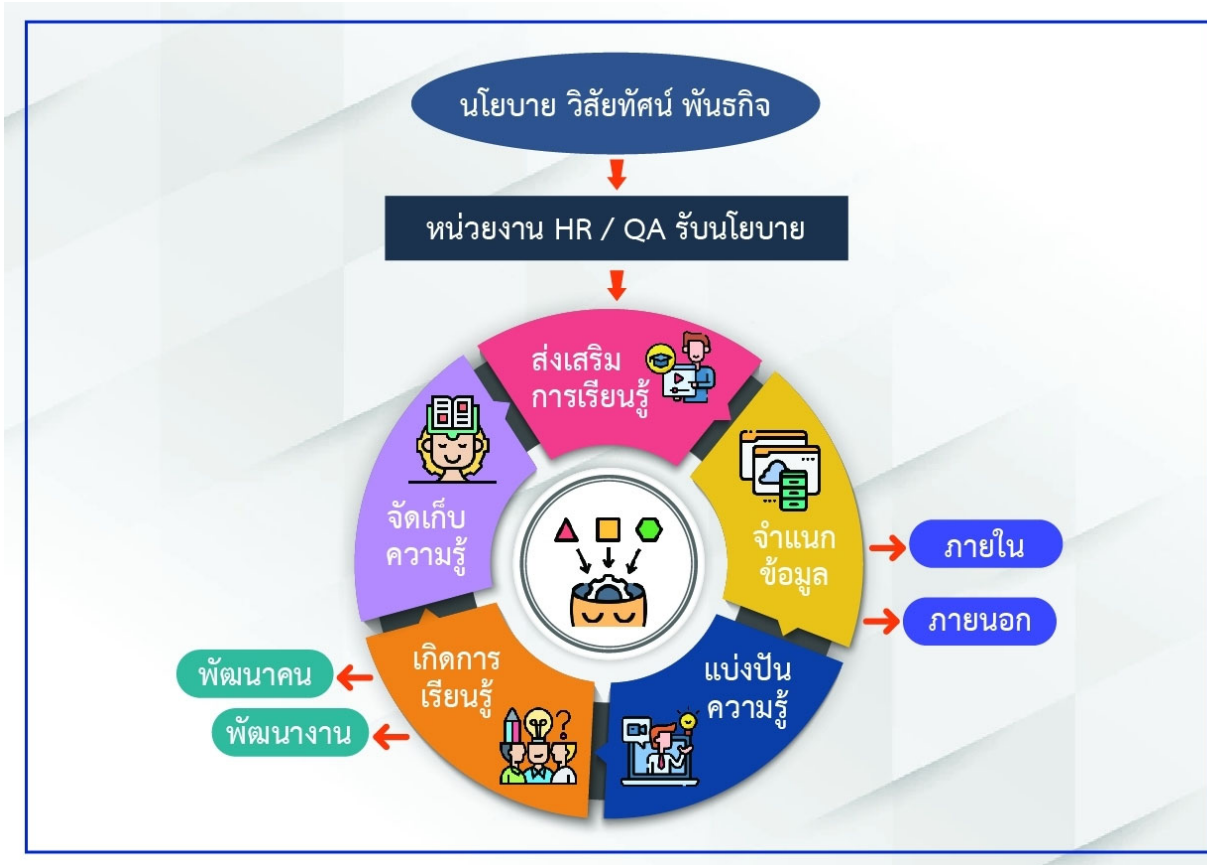 นโยบาย วิสัยทัศน์ พันธกิจ
หน่วยงาน HR / QA รับนโยบาย
ส่งเสริม
การเรียนรู้
จำแนก
ข้อมูล
ภายใน
ภายนอก
แบ่งปัน
ความรู้
เกิดการ
เรียนรู้
พัฒนาคน
พัฒนางาน
จัดเก็บ
ความรู้